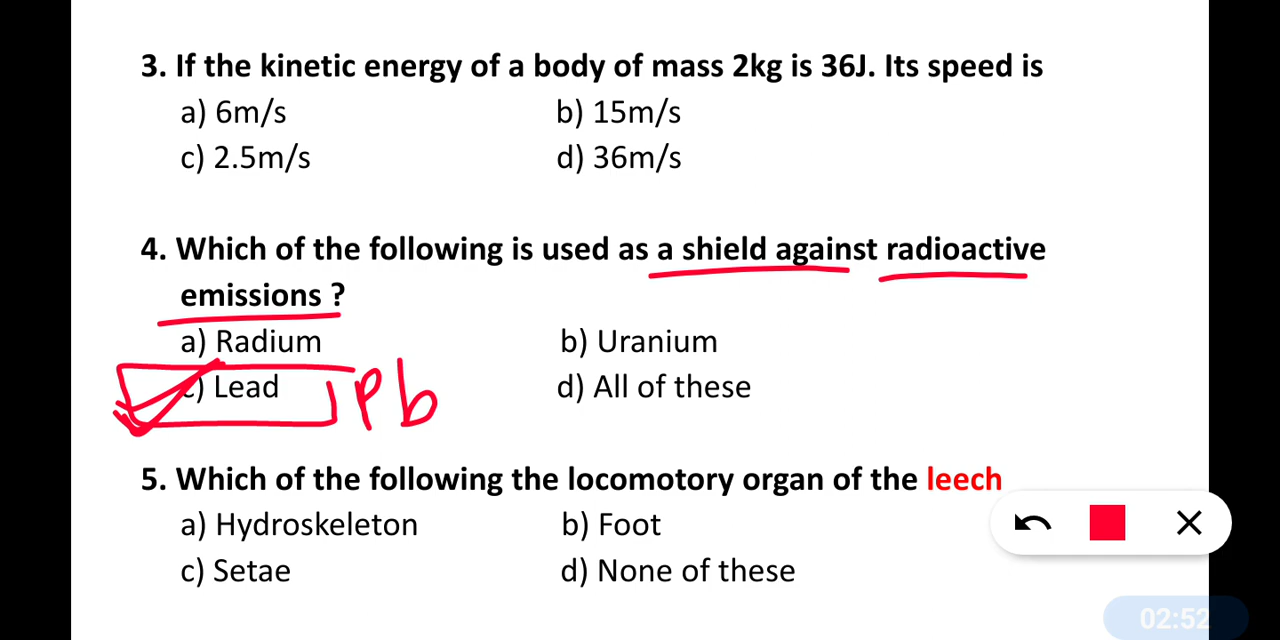 3. If the kinetic energy of a body of mass 2kg is 36J. Its speed is
a) 6m/s b) 15m/s
c) 2.5m/s d) 36m/s
4. Which of the following is used as a shield against radioactive
emissions ?
a) Radium b) Uranium
c) Lead Pb d) All of these
5. Which of the following the locomotory organ of the leech
a) Hydroskeleton b) Foot
c) Setae d) None of these
02:52